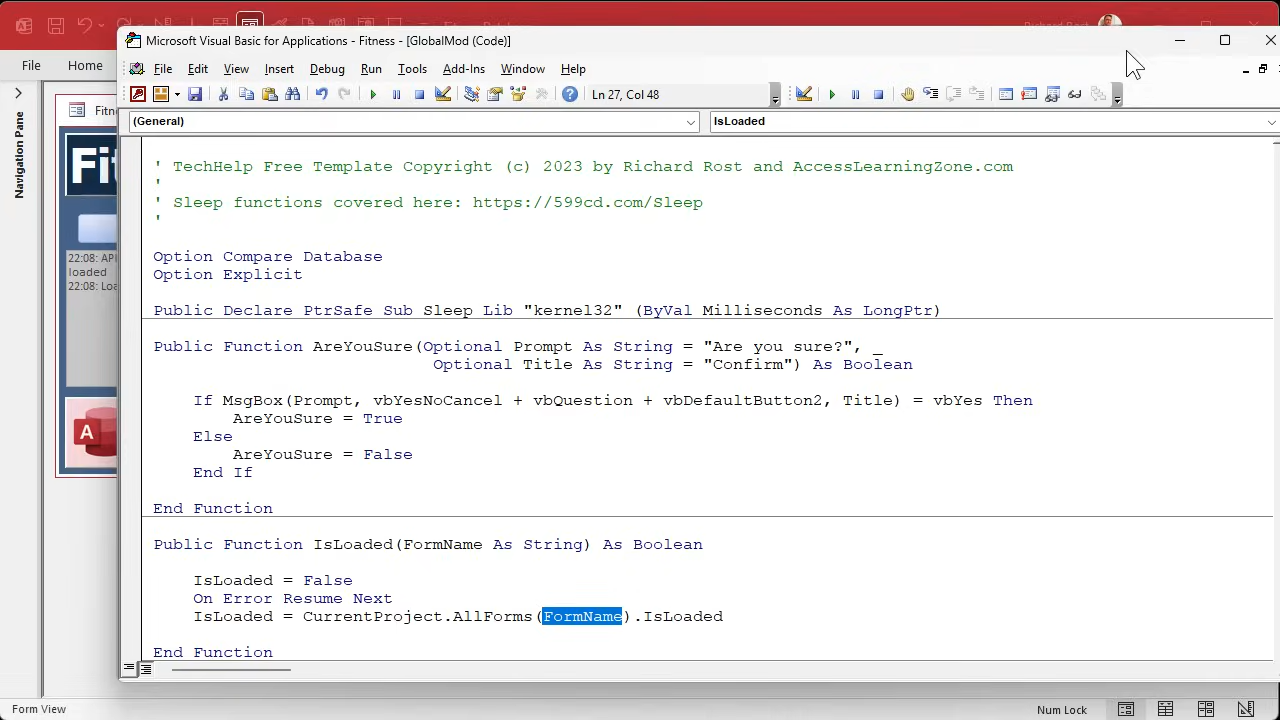 Richard Rost
Microsoft Visual Basic for Applications - Fitness - [GlobalMod (Code)]
File Home
File Edit View Insert Debug Run Tools Add-Ins Window Help
Ln 27, Col 48
(General) IsLoaded
Navigation Pane
Fitn
Fit
22:08: API
loaded
22:08: Loa
A
' TechHelp Free Template Copyright (c) 2023 by Richard Rost and AccessLearningZone.com
'
' Sleep functions covered here: https://599cd.com/Sleep
'
Option Compare Database
Option Explicit
Public Declare PtrSafe Sub Sleep Lib "kernel32" (ByVal Milliseconds As LongPtr)
Public Function AreYouSure(Optional Prompt As String = "Are you sure?", _
Optional Title As String = "Confirm") As Boolean
If MsgBox(Prompt, vbYesNoCancel + vbQuestion + vbDefaultButton2, Title) = vbYes Then
AreYouSure = True
Else
AreYouSure = False
End If
End Function
Public Function IsLoaded(FormName As String) As Boolean
IsLoaded = False
On Error Resume Next
IsLoaded = CurrentProject.AllForms(FormName).IsLoaded
End Function
Form View Num Lock